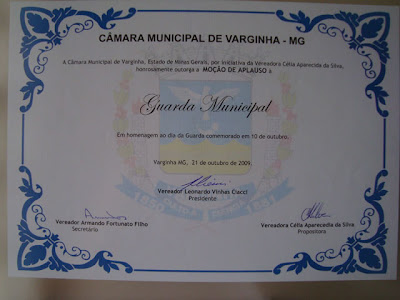 CÂMARA MUNICIPAL DE VARGINHA - MG
A Câmara Municipal de Varginha, Estado de Minas Gerais, por iniciativa da Vereadora Célia Aparecida da Silva,
honrosamente outorga a MOÇÃO DE APLAUSO à
Guarda Municipal
Em homenagem ao dia da Guarda comemorado em 10 de outubro.
Varginha MG, 21 de outubro de 2009.
Vereador Leonardo Vinhas Ciacci
Presidente
Vereador Armando Fortunato Filho
Secretário
Vereadora Célia Aparecedia da Silva
Propositora